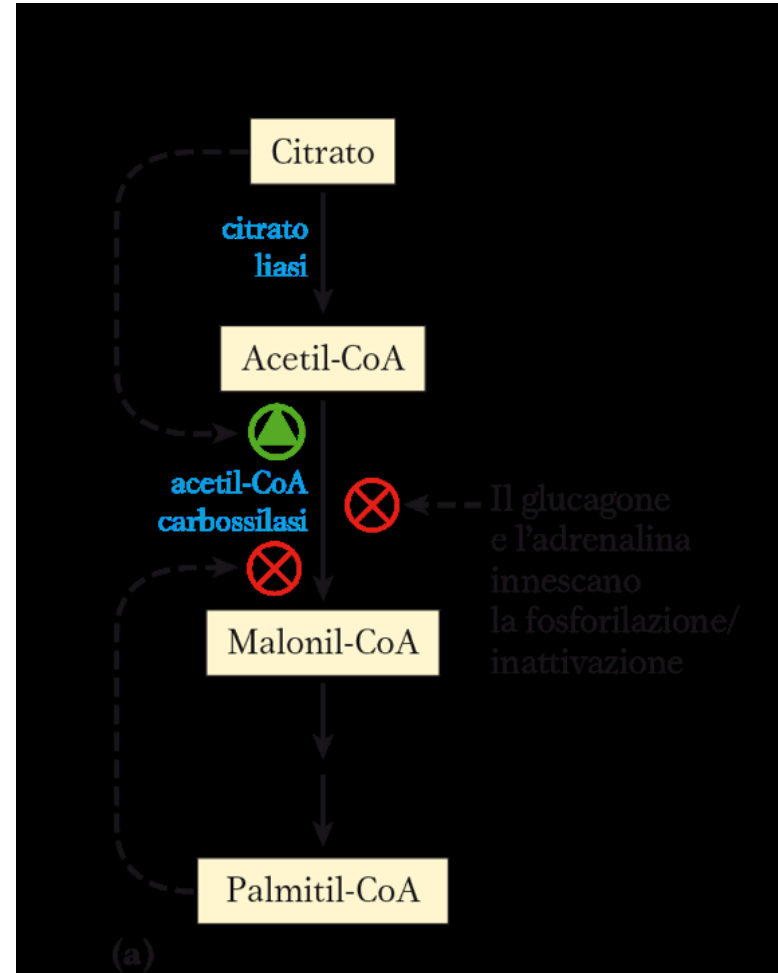 Citrato
citrato
liasi
Acetil-CoA
acetil-CoA
carbossilasi
Il glucagone
e l'adrenalina
innescano
la fosforilazione/
inattivazione
Malonil-CoA
Palmitil-CoA
(a)